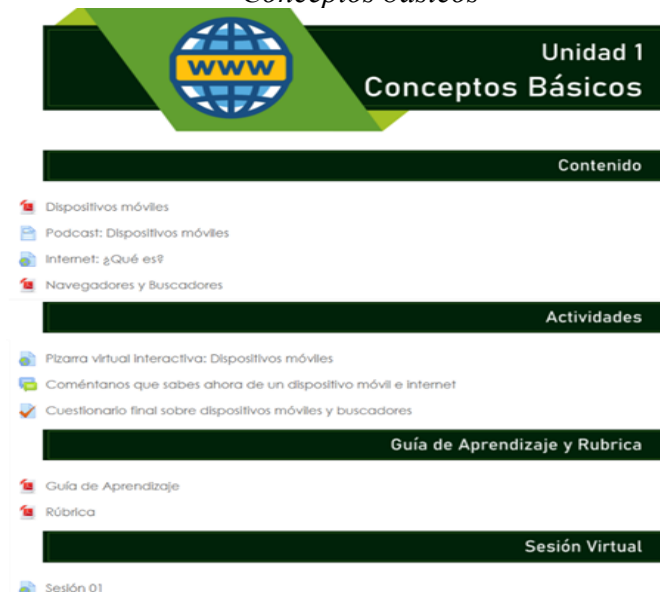 Conceptos básicos
WWW
Unidad 1
Conceptos Básicos
Contenido
Dispositivos móviles
Podcast: Dispositivos móviles
Internet: ¿Qué es?
Navegadores y Buscadores
Actividades
Pizarra virtual interactiva: Dispositivos móviles
Coméntanos que sabes ahora de un dispositivo móvil e internet
Cuestionario final sobre dispositivos móviles y buscadores
Guía de Aprendizaje y Rubrica
Guía de Aprendizaje
Rúbrica
Sesión Virtual
Sesión 01